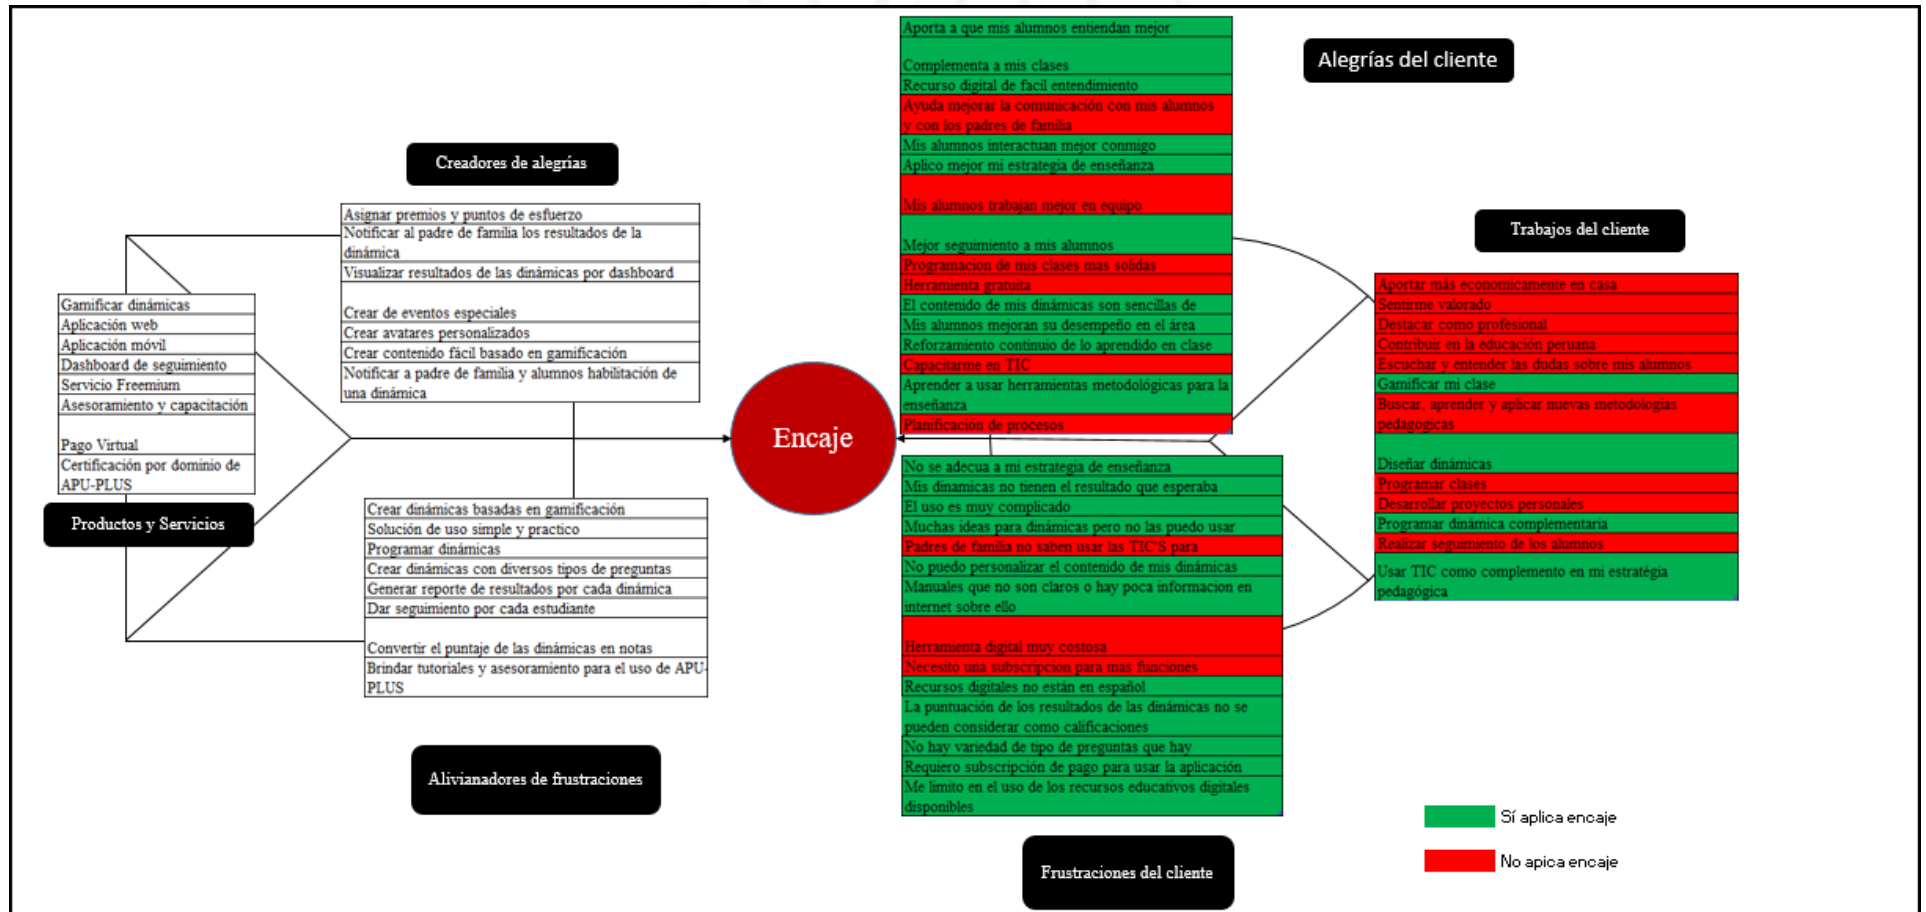 Creadores de alegrías
Asignar premios y puntos de esfuerzo
Notificar al padre de familia los resultados de la
dinámica
Visualizar resultados de las dinámicas por dashboard
Crear de eventos especiales
Crear avatares personalizados
Crear contenido fácil basado en gamificación
Notificar a padre de familia y alumnos habilitación de
una dinámica
Gamificar dinámicas
Aplicación web
Aplicación móvil
Dashboard de seguimiento
Servicio Freemium
Asesoramiento y capacitación
Pago Virtual
Certificación por dominio de
APU-PLUS
Productos y Servicios
Crear dinámicas basadas en gamificación
Solución de uso simple y practico
Programar dinámicas
Crear dinámicas con diversos tipos de preguntas
Generar reporte de resultados por cada dinámica
Dar seguimiento por cada estudiante
Convertir el puntaje de las dinámicas en notas
Brindar tutoriales y asesoramiento para el uso de APU-
PLUS
Alivianadores de frustraciones
Encaje
Aporta a que mis alumnos entiendan mejor
Complementa a mis clases
Recurso digital de facil entendimiento
Ayuda mejorar la comunicación con mis alumnos
y con los padres de familia
Mis alumnos interactuan mejor conmigo
Aplico mejor mi estrategia de enseñanza
Mis alumnos trabajan mejor en equipo
Mejor seguimiento a mis alumnos
Programacion de mis clases mas solidas
Herramienta gratuita
El contenido de mis dinámicas son sencillas de
Mis alumnos mejoran su desempeño en el área
Reforzamiento continuio de lo aprendido en clase
Capacitarme en TIC
Aprender a usar herramientas metodológicas para la
enseñanza
Planificación de procesos
Alegrías del cliente
Trabajos del cliente
Aportar más economicamente en casa
Sentirme valorado
Destacar como profesional
Contribuir en la educación peruana
Escuchar y entender las dudas sobre mis alumnos
Gamificar mi clase
Buscar, aprender y aplicar nuevas metodologias
pedagogicas
Diseñar dinámicas
Programar clases
Desarrollar proyectos personales
Programar dinámica complementaria
Realizar seguimiento de los alumnos
Usar TIC como complemento en mi estratégia
pedagógica
No se adecua a mi estrategia de enseñanza
Mis dinamicas no tienen el resultado que esperaba
El uso es muy complicado
Muchas ideas para dinámicas pero no las puedo usar
Padres de familia no saben usar las TIC'S para
No puedo personalizar el contenido de mis dinámicas
Manuales que no son claros o hay poca informacion en
internet sobre ello
Herramienta digital muy costosa
Necesito una subscripcion para mas funciones
Recursos digitales no están en español
La puntuación de los resultados de las dinámicas no se
pueden considerar como calificaciones
No hay variedad de tipo de preguntas que hay
Requiero subscripción de pago para usar la aplicación
Me limito en el uso de los recursos educativos digitales
disponibles
Frustraciones del cliente
Sí aplica encaje
No apica encaje